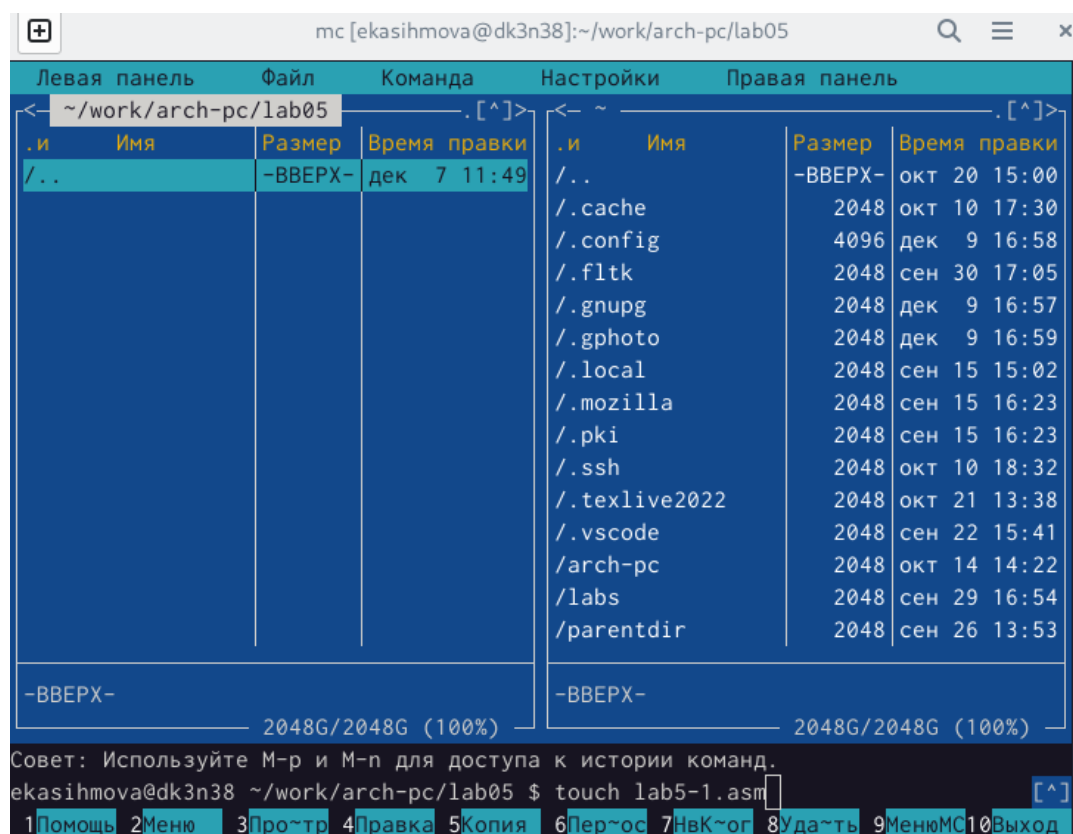 mc [ekasihmova@dk3n38]:~/work/arch-pc/lab05
Левая панель Файл Команда Настройки Правая панель
<– ~/work/arch-pc/lab05 .[^]> <– ~ .[^]>
.и Имя Размер Время правки .и Имя Размер Время правки
/.. -ВВЕРХ- дек 7 11:49 /.. -ВВЕРХ- окт 20 15:00
/.cache 2048 окт 10 17:30
/.config 4096 дек 9 16:58
/.fltk 2048 сен 30 17:05
/.gnupg 2048 дек 9 16:57
/.gphoto 2048 дек 9 16:59
/.local 2048 сен 15 15:02
/.mozilla 2048 сен 15 16:23
/.pki 2048 сен 15 16:23
/.ssh 2048 окт 10 18:32
/.texlive2022 2048 окт 21 13:38
/.vscode 2048 сен 22 15:41
/arch-pc 2048 окт 14 14:22
/labs 2048 сен 29 16:54
/parentdir 2048 сен 26 13:53
-ВВЕРХ- -ВВЕРХ-
2048G/2048G (100%) 2048G/2048G (100%)
Совет: Используйте M-p и M-n для доступа к истории команд.
ekasihmova@dk3n38 ~/work/arch-pc/lab05 $ touch lab5-1.asm [^]
1Помощь 2Меню 3Про~тр 4Правка 5Копия 6Пер~ос 7НвК~ог 8Уда~ть 9МенюMC10Выход